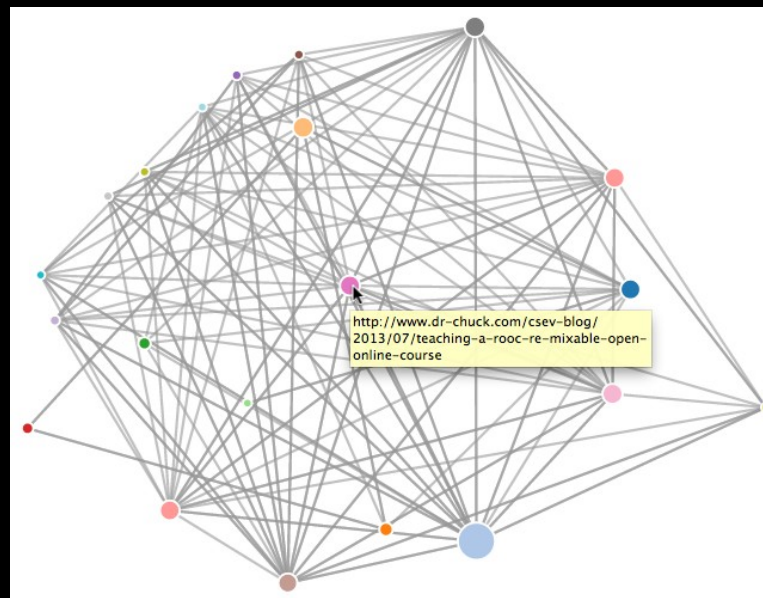 http://www.dr-chuck.com/csev-blog/
2013/07/teaching-a-rooc-re-mixable-open-
online-course